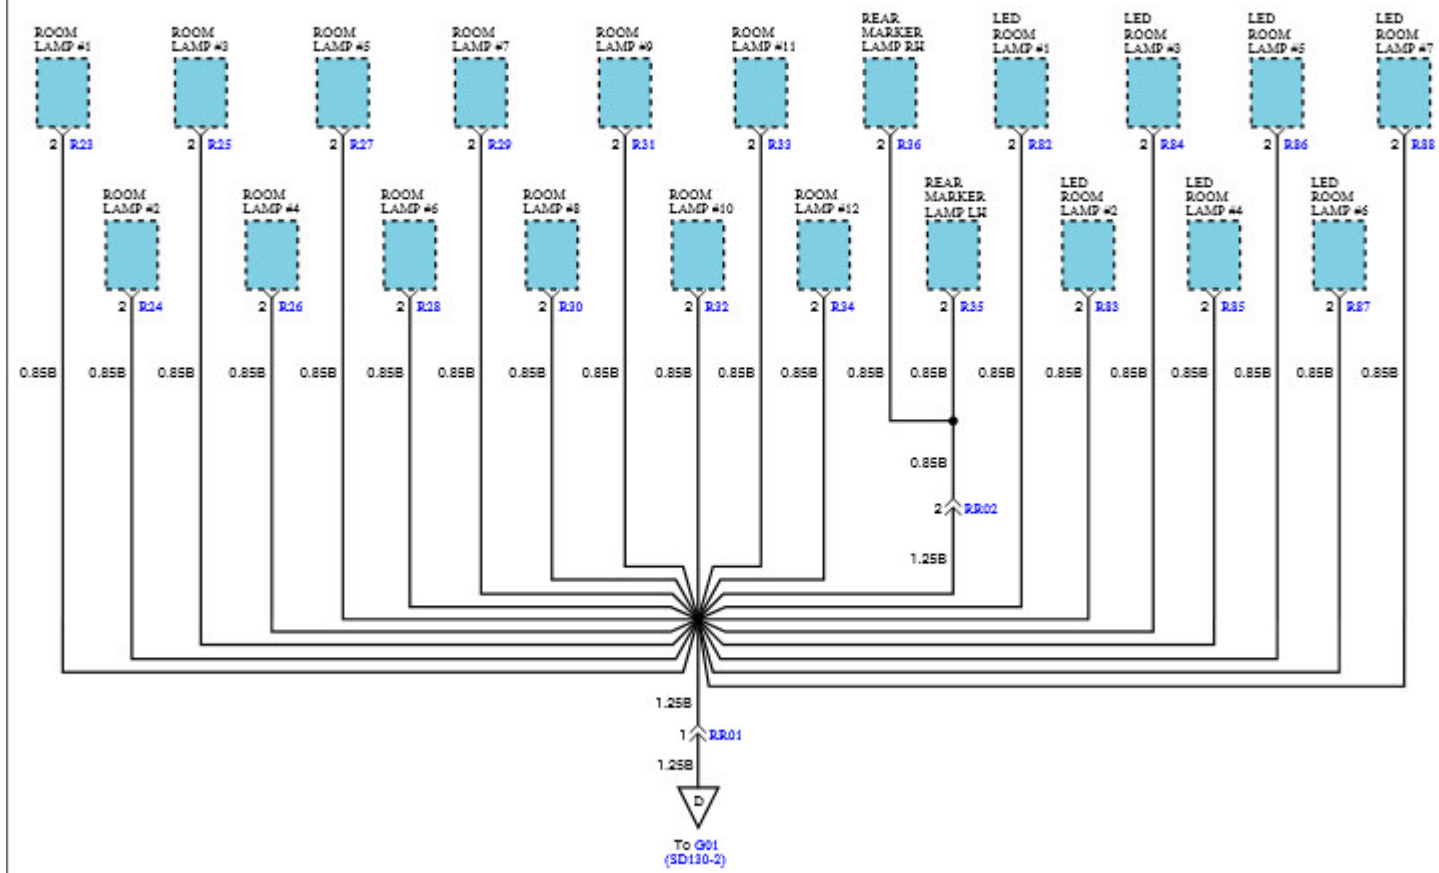 ROOM
LAMP #1
ROOM
LAMP #3
ROOM
LAMP #5
ROOM
LAMP #7
ROOM
LAMP #9
ROOM
LAMP #11
REAR
MARKER
LAMP RH
LED
ROOM
LAMP #1
LED
ROOM
LAMP #3
LED
ROOM
LAMP #5
LED
ROOM
LAMP #7
2 R23
2 R25
2 R27
2 R29
2 R31
2 R33
2 R36
2 R82
2 R84
2 R86
2 R88
ROOM
LAMP #2
ROOM
LAMP #4
ROOM
LAMP #6
ROOM
LAMP #8
ROOM
LAMP #10
ROOM
LAMP #12
REAR
MARKER
LAMP LH
LED
ROOM
LAMP #2
LED
ROOM
LAMP #4
LED
ROOM
LAMP #6
2 R24
2 R26
2 R28
2 R30
2 R32
2 R34
2 R35
2 R83
2 R85
2 R87
0.85B 0.85B 0.85B 0.85B 0.85B 0.85B 0.85B 0.85B 0.85B 0.85B 0.85B 0.85B 0.85B 0.85B 0.85B 0.85B 0.85B 0.85B 0.85B 0.85B 0.85B
0.85B
2 RR02
1.25B
1.25B
1 RR01
1.25B
D
To G01
(SD130-2)